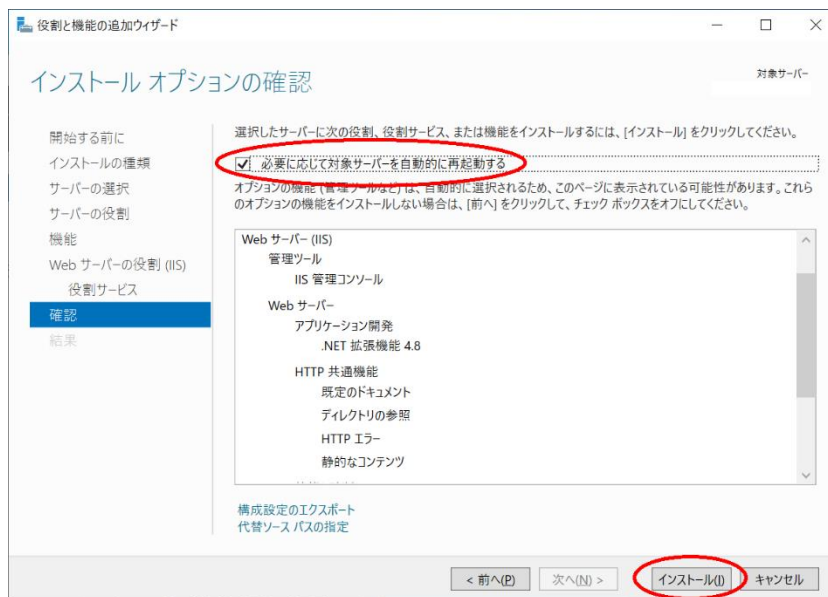 役割と機能の追加ウィザード
インストール オプションの確認
対象サーバー
開始する前に
インストールの種類
サーバーの選択
サーバーの役割
機能
Web サーバーの役割 (IIS)
役割サービス
確認
結果
選択したサーバーに次の役割、役割サービス、または機能をインストールするには、[インストール] をクリックしてください。
必要に応じて対象サーバーを自動的に再起動する
オプションの機能 (管理ツールなど) は、自動的に選択されるため、このページに表示されている可能性があります。これら
のオプションの機能をインストールしない場合は、[前へ] をクリックして、チェック ボックスをオフにしてください。
Web サーバー (IIS)
管理ツール
IIS 管理コンソール
Web サーバー
アプリケーション開発
.NET 拡張機能 4.8
HTTP 共通機能
既定のドキュメント
ディレクトリの参照
HTTP エラー
静的なコンテンツ
構成設定のエクスポート
代替ソース パスの指定
< 前へ(P)
次へ(N) >
インストール(I)
キャンセル